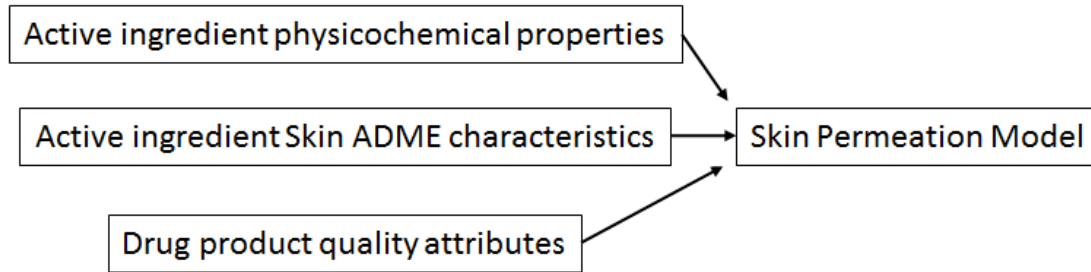 Active ingredient physicochemical properties
Active ingredient Skin ADME characteristics
Skin Permeation Model
Drug product quality attributes